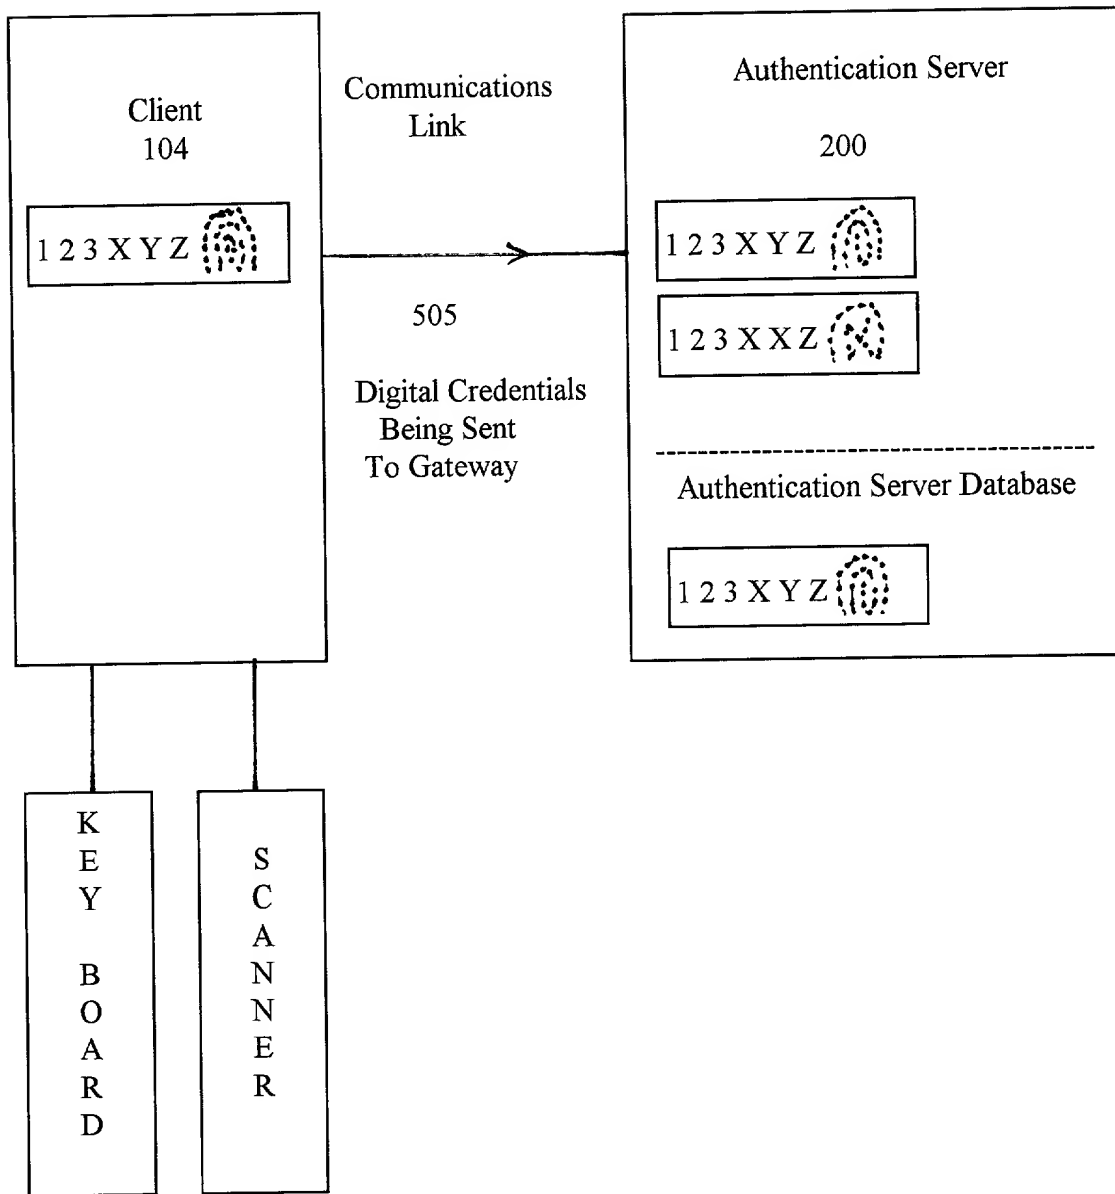 Client
104
1 2 3 X Y Z
Communications
Link
505
Digital Credentials
Being Sent
To Gateway
Authentication Server
200
1 2 3 X Y Z
1 2 3 X X Z
Authentication Server Database
1 2 3 X Y Z
K
E
Y
B
O
A
R
D
S
C
A
N
N
E
R